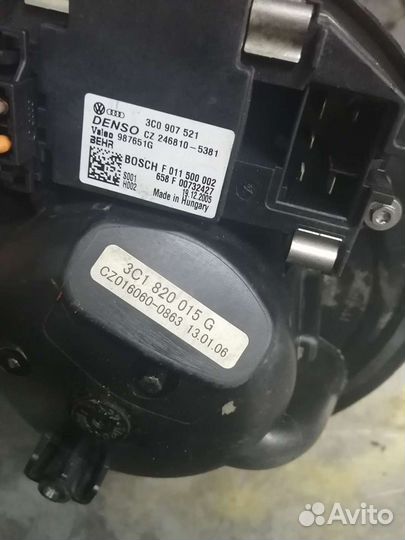 3C0 907 521
DENSO CZ 246810-5381
Valeo 987651G
BEHR
BOSCH F 011 500 002
S001 658 F 00732427
H002 19.12.2005
Made in Hungary
3C1 820 015 G
CZ016060-0863 13.01.06
Avito